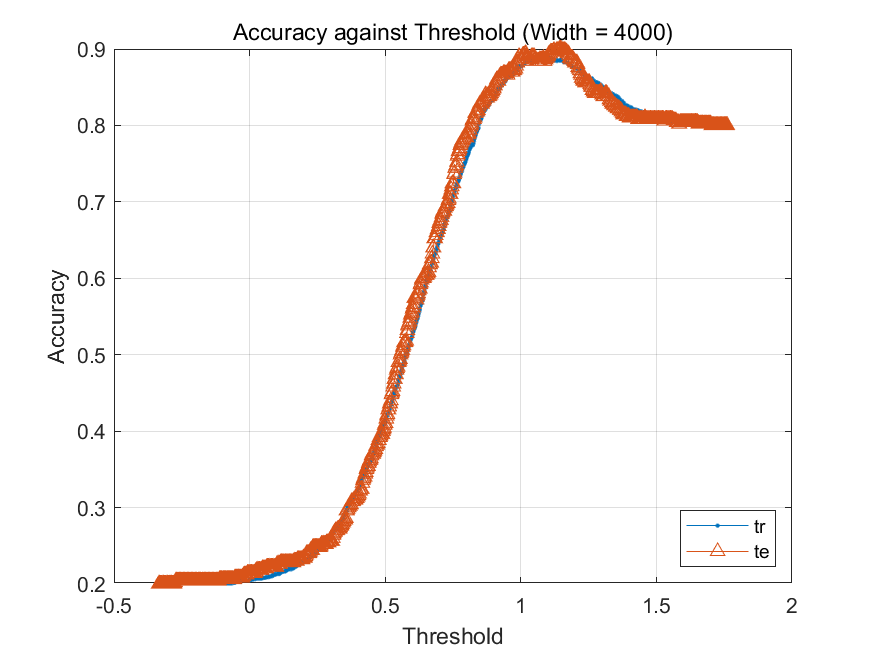 Accuracy against Threshold (Width = 4000)
0.9
0.8
0.7
0.6
0.5
0.4
0.3
0.2
Accuracy
-0.5 0 0.5 1 1.5 2
Threshold
tr
te